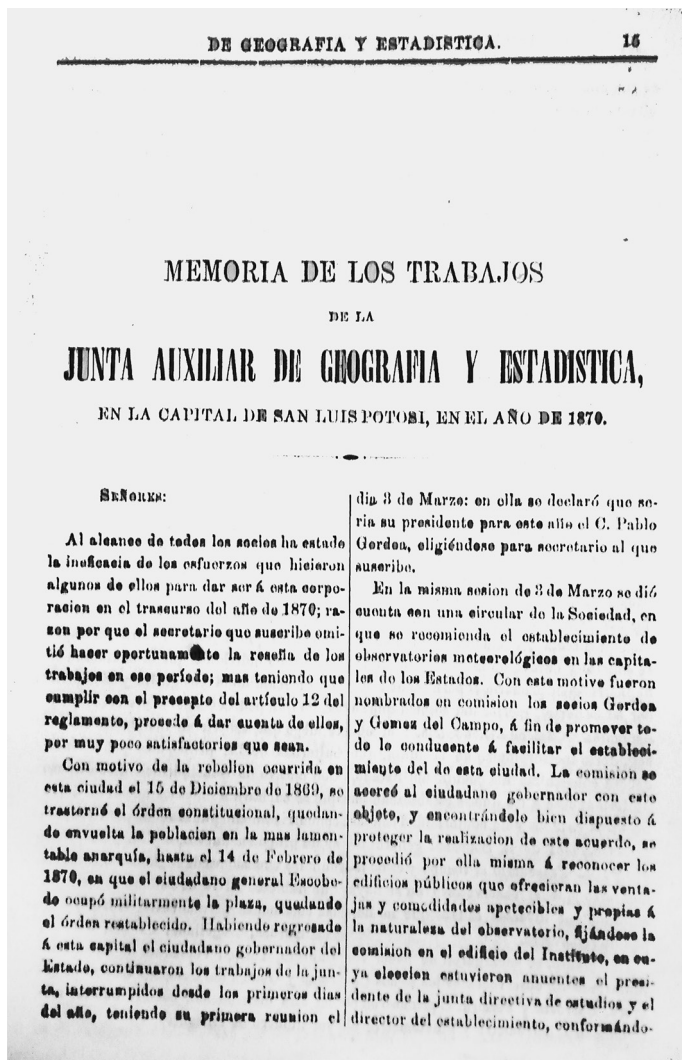 DE GEOGRAFIA Y ESTADISTICA.
15
MEMORIA DE LOS TRABAJOS
DE LA
JUNTA AUXILIAR DE GEOGRAFIA Y ESTADISTICA,
EN LA CAPITAL DE SAN LUIS POTOSI, EN EL AÑO DE 1870.
SEÑORES:
Al alcance de todos los socios ha estado
la ineficacia de los esfuerzos que hicieron
algunos de ellos para dar ser á esta corpo-
racion en el trascurso del año de 1870; ra-
zon por que el secretario que suscribe omi-
tió hacer oportunamente la reseña de los
trabajos en ese período; mas teniendo que
cumplir con el precepto del artículo 12 del
reglamento, procede á dar cuenta de ellos,
por muy poco satisfactorios que sean.
Con motivo de la rebelion ocurrida en
esta ciudad el 15 de Diciembre de 1869, se
trastornó el órden constitucional, quedan-
do envuelta la poblacion en la mas lamen-
table anarquía, hasta el 14 de Febrero de
1870, en que el ciudadano general Escobe-
do ocupó militarmente la plaza, quedando
el órden restablecido. Habiendo regresado
á esta capital el ciudadano gobernador del
Estado, continuaron los trabajos de la jun-
ta, interrumpidos desde los primeros dias
del año, teniendo su primera reunion el
dia 3 de Marzo: en ella se declaró que se-
ria su presidente para este año el C. Pablo
Gordoa, eligiéndose para secretario al que
suscribe.
En la misma sesion de 3 de Marzo se dió
cuenta con una circular de la Sociedad, en
que se recomienda el establecimiento de
observatorios meteorológicos en las capita-
les de los Estados. Con este motivo fueron
nombrados en comision los socios Gordoa
y Gomez del Campo, á fin de promover to-
do lo conducente á facilitar el estableci-
miento del de esta ciudad. La comision se
acercó al ciudadano gobernador con este
objeto, y encontrándolo bien dispuesto á
proteger la realizacion de este acuerdo, se
procedió por ella misma á reconocer los
edificios públicos que ofrecieran las venta-
jas y comodidades apetecibles y propias á
la naturaleza del observatorio, fijándose la
comision en el edificio del Instituto, en cu-
ya eleccion estuvieron anuentes el presi-
dente de la junta directiva de estudios y el
director del establecimiento, conformándo-